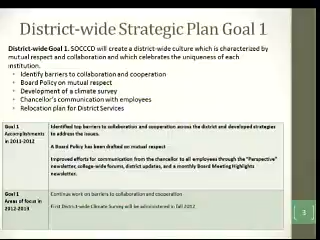 District-wide Strategic Plan Goal 1
District-wide Goal 1. SOCCCD will create a district-wide culture which is characterized by
mutual respect and collaboration and which celebrates the uniqueness of each
institution.
• Identify barriers to collaboration and cooperation
• Board Policy on mutual respect
• Development of a climate survey
• Chancellor's communication with employees
• Relocation plan for District Services
Goal 1
Accomplishments
in 2011-2012
Identified top barriers to collaboration and cooperation across the district and developed strategies
to address the issues.
A Board Policy has been drafted on mutual respect
Improved efforts for communication from the chancellor to all employees through the "Perspective"
newsletter, college-wide forums, district updates, and a monthly Board Meeting Highlights
newsletter.
Goal 1
Areas of focus in
2012-2013
Continue work on barriers to collaboration and cooperation
First District-wide Climate Survey will be administered in fall 2012
3